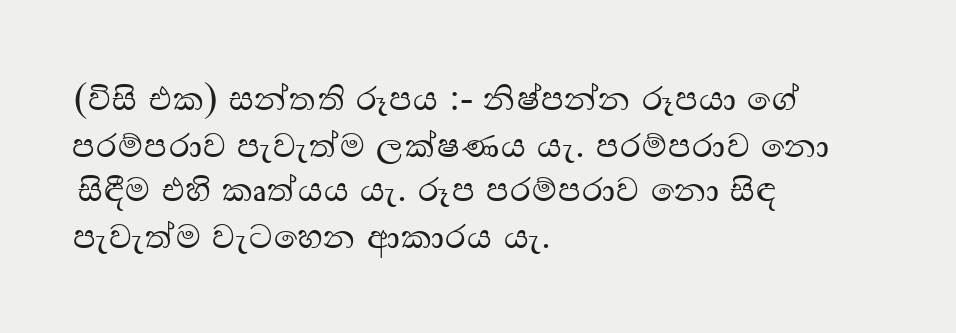 (විසි එක) සන්තති රූපය :- නිෂ්පන්න රූපයා ගේ
පරම්පරාව පැවැත්ම ලක්ෂණය යැ. පරම්පරාව නො
සිඳීම එහි කෘත්‍යය යැ. රූප පරම්පරාව නො සිඳ
පැවැත්ම වැටහෙන ආකාරය යැ.